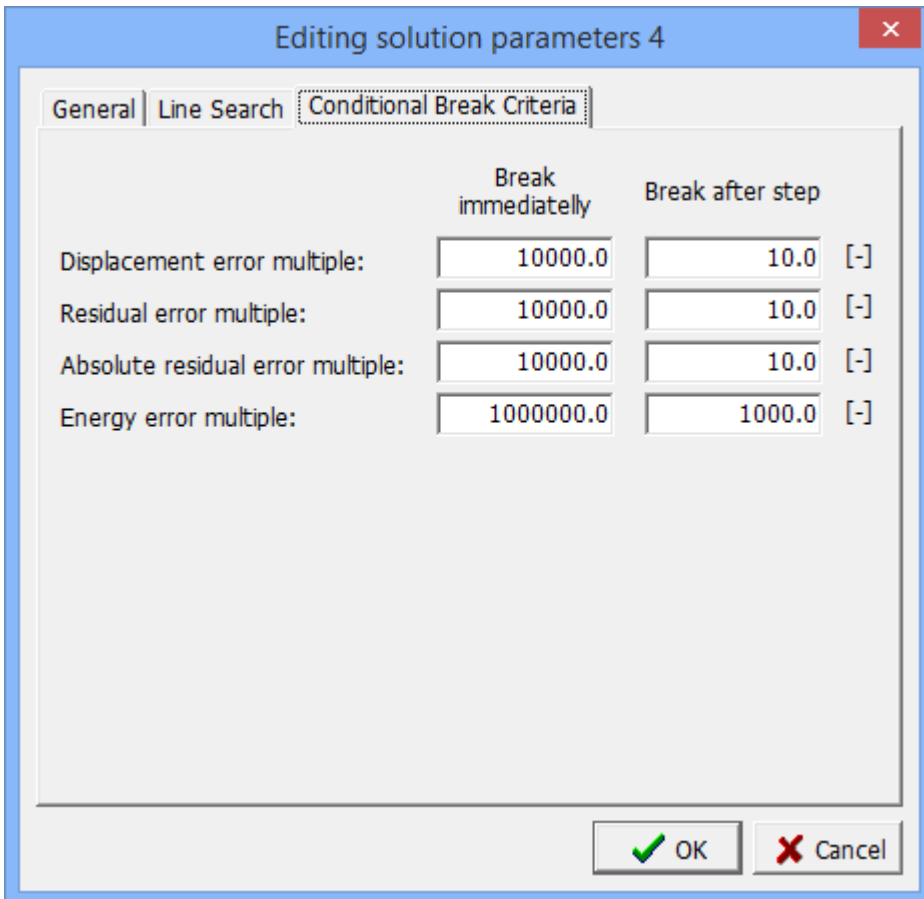 Editing solution parameters 4
General Line Search Conditional Break Criteria
Break
immediatelly
Break after step
Displacement error multiple: 10000.0 10.0 [-]
Residual error multiple: 10000.0 10.0 [-]
Absolute residual error multiple: 10000.0 10.0 [-]
Energy error multiple: 1000000.0 1000.0 [-]
OK Cancel